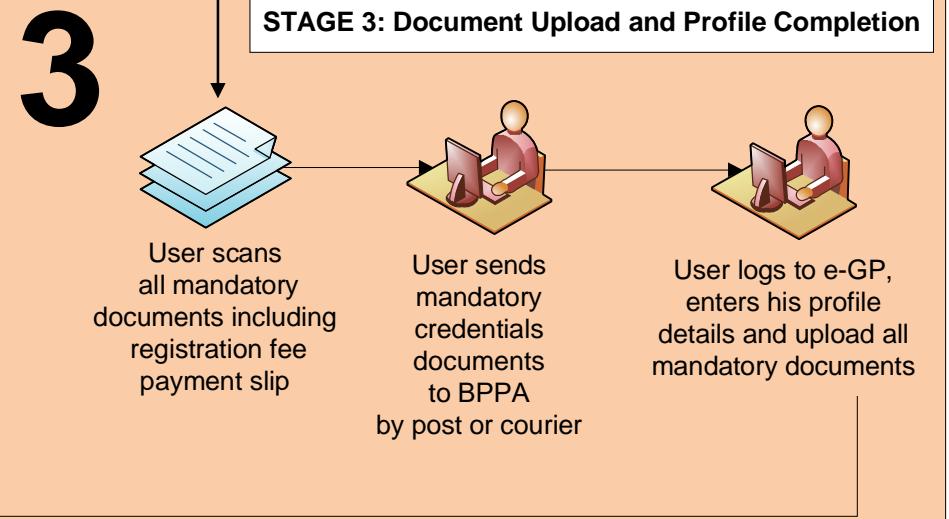 3
STAGE 3: Document Upload and Profile Completion
User scans
all mandatory
documents including
registration fee
payment slip
User sends
mandatory
credentials
documents
to BPPA
by post or courier
User logs to e-GP,
enters his profile
details and upload all
mandatory documents